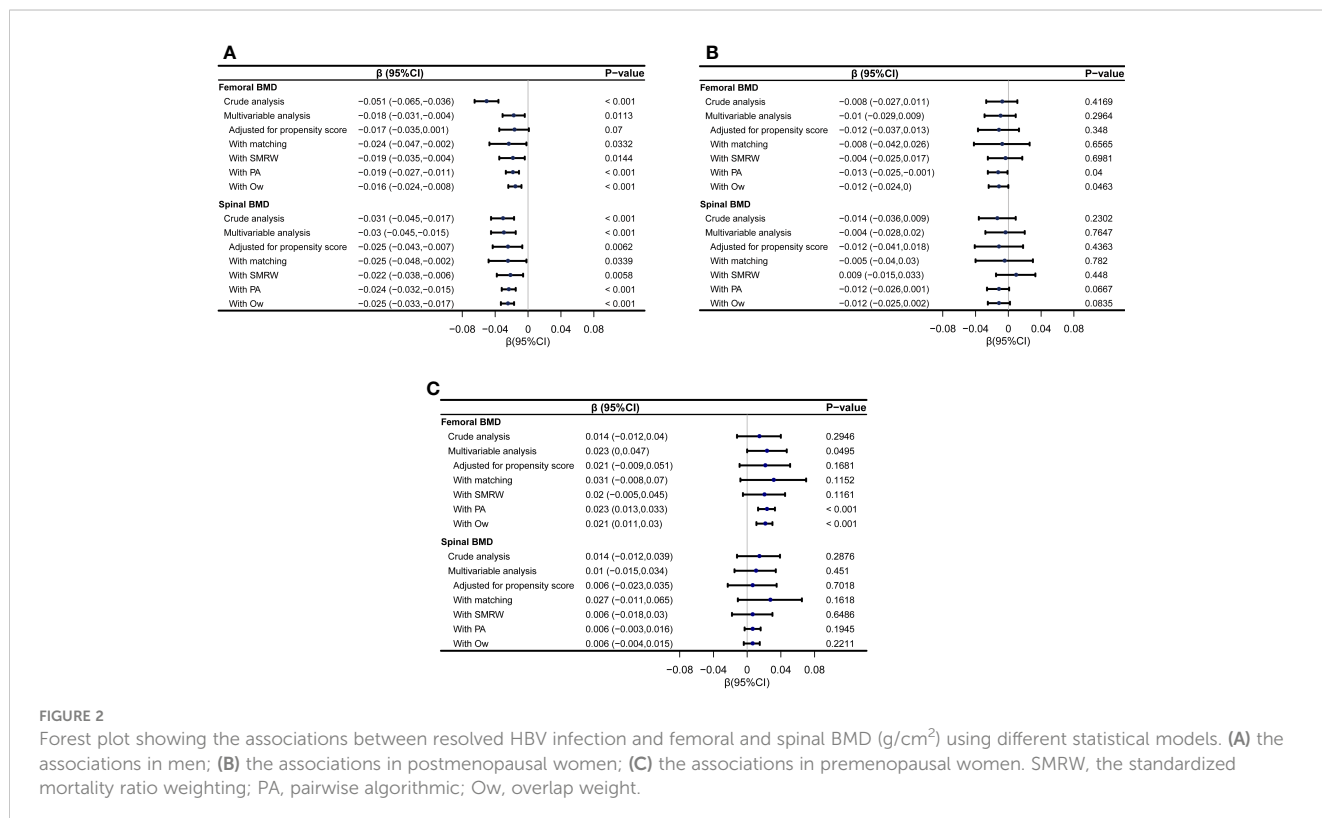 A
β (95%CI) P−value
Femoral BMD
Crude analysis −0.051 (−0.065,−0.036) < 0.001
Multivariable analysis −0.018 (−0.031,−0.004) 0.0113
Adjusted for propensity score −0.017 (−0.035,0.001) 0.07
With matching −0.024 (−0.047,−0.002) 0.0332
With SMRW −0.019 (−0.035,−0.004) 0.0144
With PA −0.019 (−0.027,−0.011) < 0.001
With Ow −0.016 (−0.024,−0.008) < 0.001
Spinal BMD
Crude analysis −0.031 (−0.045,−0.017) < 0.001
Multivariable analysis −0.03 (−0.045,−0.015) < 0.001
Adjusted for propensity score −0.025 (−0.043,−0.007) 0.0062
With matching −0.025 (−0.048,−0.002) 0.0339
With SMRW −0.022 (−0.038,−0.006) 0.0058
With PA −0.024 (−0.032,−0.015) < 0.001
With Ow −0.025 (−0.033,−0.017) < 0.001
−0.08 −0.04 0 0.04 0.08
β(95%CI)
B
β (95%CI) P−value
Femoral BMD
Crude analysis −0.008 (−0.027,0.011) 0.4169
Multivariable analysis −0.01 (−0.029,0.009) 0.2964
Adjusted for propensity score −0.012 (−0.037,0.013) 0.348
With matching −0.008 (−0.042,0.026) 0.6565
With SMRW −0.004 (−0.025,0.017) 0.6981
With PA −0.013 (−0.025,−0.001) 0.04
With Ow −0.012 (−0.024,0) 0.0463
Spinal BMD
Crude analysis −0.014 (−0.036,0.009) 0.2302
Multivariable analysis −0.004 (−0.028,0.02) 0.7647
Adjusted for propensity score −0.012 (−0.041,0.018) 0.4363
With matching −0.005 (−0.04,0.03) 0.782
With SMRW 0.009 (−0.015,0.033) 0.448
With PA −0.012 (−0.026,0.001) 0.0667
With Ow −0.012 (−0.025,0.002) 0.0835
−0.08 −0.04 0 0.04 0.08
β(95%CI)
C
β (95%CI) P−value
Femoral BMD
Crude analysis 0.014 (−0.012,0.04) 0.2946
Multivariable analysis 0.023 (0,0.047) 0.0495
Adjusted for propensity score 0.021 (−0.009,0.051) 0.1681
With matching 0.031 (−0.008,0.07) 0.1152
With SMRW 0.02 (−0.005,0.045) 0.1161
With PA 0.023 (0.013,0.033) < 0.001
With Ow 0.021 (0.011,0.03) < 0.001
Spinal BMD
Crude analysis 0.014 (−0.012,0.039) 0.2876
Multivariable analysis 0.01 (−0.015,0.034) 0.451
Adjusted for propensity score 0.006 (−0.023,0.035) 0.7018
With matching 0.027 (−0.011,0.065) 0.1618
With SMRW 0.006 (−0.018,0.03) 0.6486
With PA 0.006 (−0.003,0.016) 0.1945
With Ow 0.006 (−0.004,0.015) 0.2211
−0.08 −0.04 0 0.04 0.08
β(95%CI)
FIGURE 2
Forest plot showing the associations between resolved HBV infection and femoral and spinal BMD (g/cm²) using different statistical models. (A) the
associations in men; (B) the associations in postmenopausal women; (C) the associations in premenopausal women. SMRW, the standardized
mortality ratio weighting; PA, pairwise algorithmic; Ow, overlap weight.